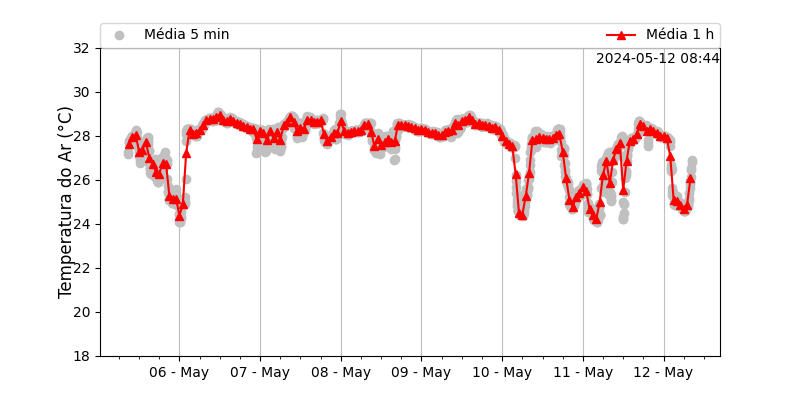 Média 5 min
Média 1 h
2024-05-12 08:44
Temperatura do Ar (°C)
32
30
28
26
24
22
20
18
06 - May
07 - May
08 - May
09 - May
10 - May
11 - May
12 - May